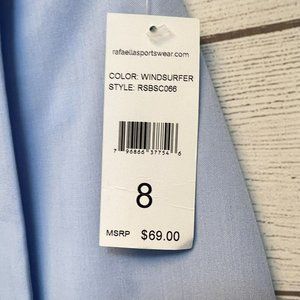 rafaellasportswear.com
COLOR: WINDSURFER
STYLE: RSBSC066
7 96866 37754 6
8
MSRP $69.00